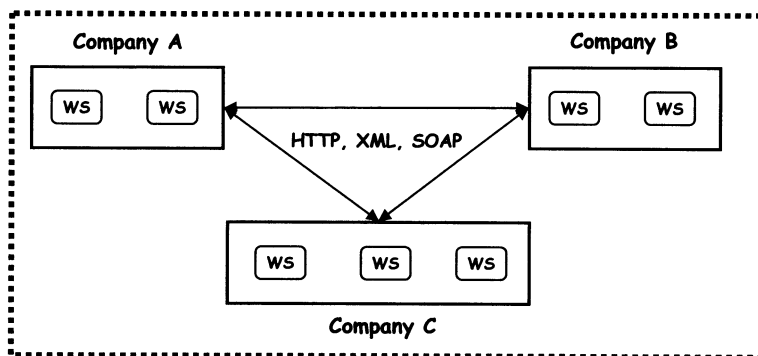 Company A
Company B
WS WS
WS WS
HTTP, XML, SOAP
WS WS WS
Company C